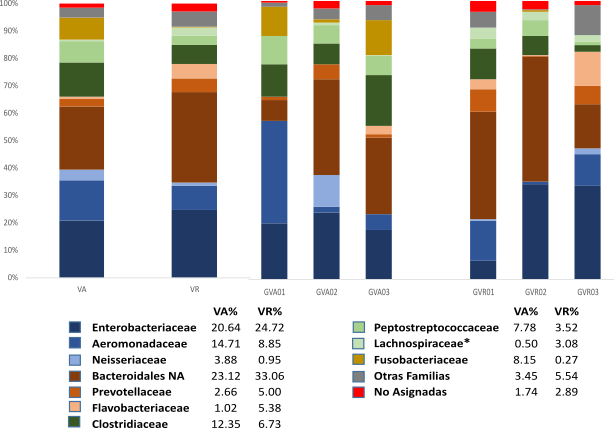 100%
90%
80%
70%
60%
50%
40%
30%
20%
10%
0%
VA VR GVA01 GVA02 GVA03 GVR01 GVR02 GVR03
VA% VR%
Enterobacteriaceae 20.64 24.72
Aeromonadaceae 14.71 8.85
Neisseriaceae 3.88 0.95
Bacteroidales NA 23.12 33.06
Prevotellaceae 2.66 5.00
Flavobacteriaceae 1.02 5.38
Clostridiaceae 12.35 6.73
VA% VR%
Peptostreptococcaceae 7.78 3.52
Lachnospiraceae* 0.50 3.08
Fusobacteriaceae 8.15 0.27
Otras Familias 3.45 5.54
No Asignadas 1.74 2.89